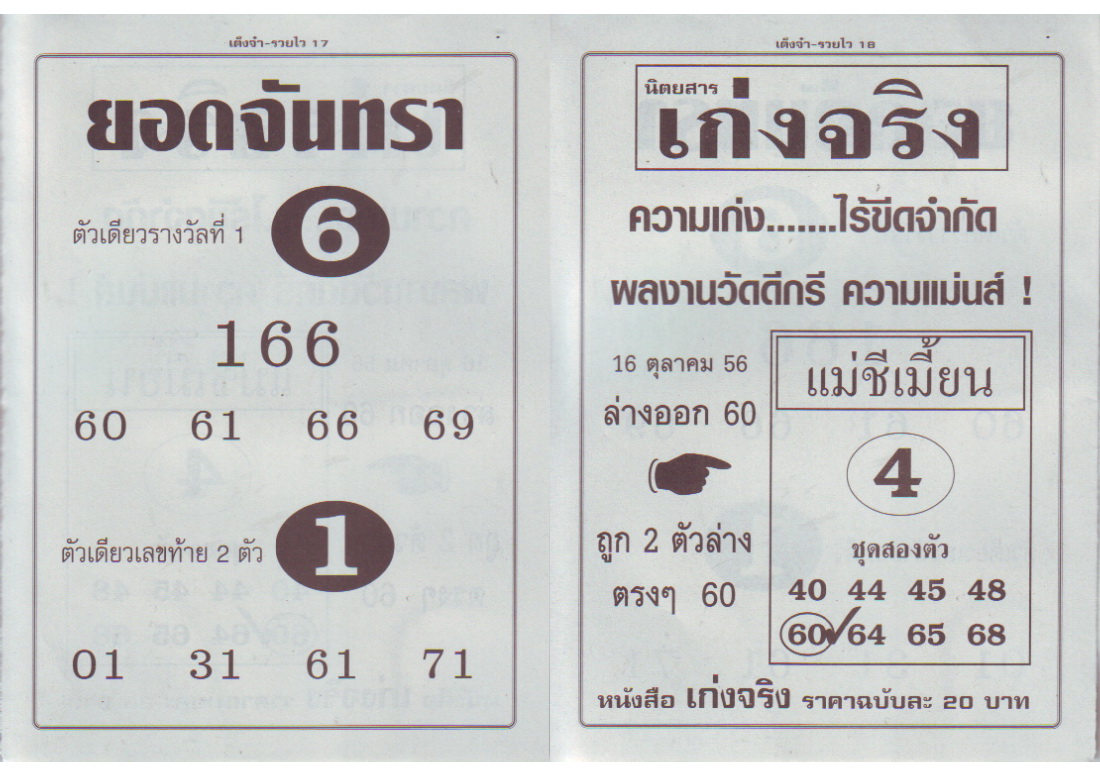 เต็งจ๋า-รวยไว 17
ยอดจันทรา
ตัวเดียวรางวัลที่ 1
6
166
60 61 66 69
ตัวเดียวเลขท้าย 2 ตัว
1
01 31 61 71
เต็งจ๋า-รวยไว 18
นิตยสาร
เก่งจริง
ความเก่ง.......ไร้ขีดจำกัด
ผลงานวัดดีกรี ความแม่นส์ !
16 ตุลาคม 56
ล่างออก 60
ถูก 2 ตัวล่าง
ตรงๆ 60
แม่ชีเมี้ยน
4
ชุดสองตัว
40 44 45 48
60 64 65 68
หนังสือ เก่งจริง ราคาฉบับละ 20 บาท